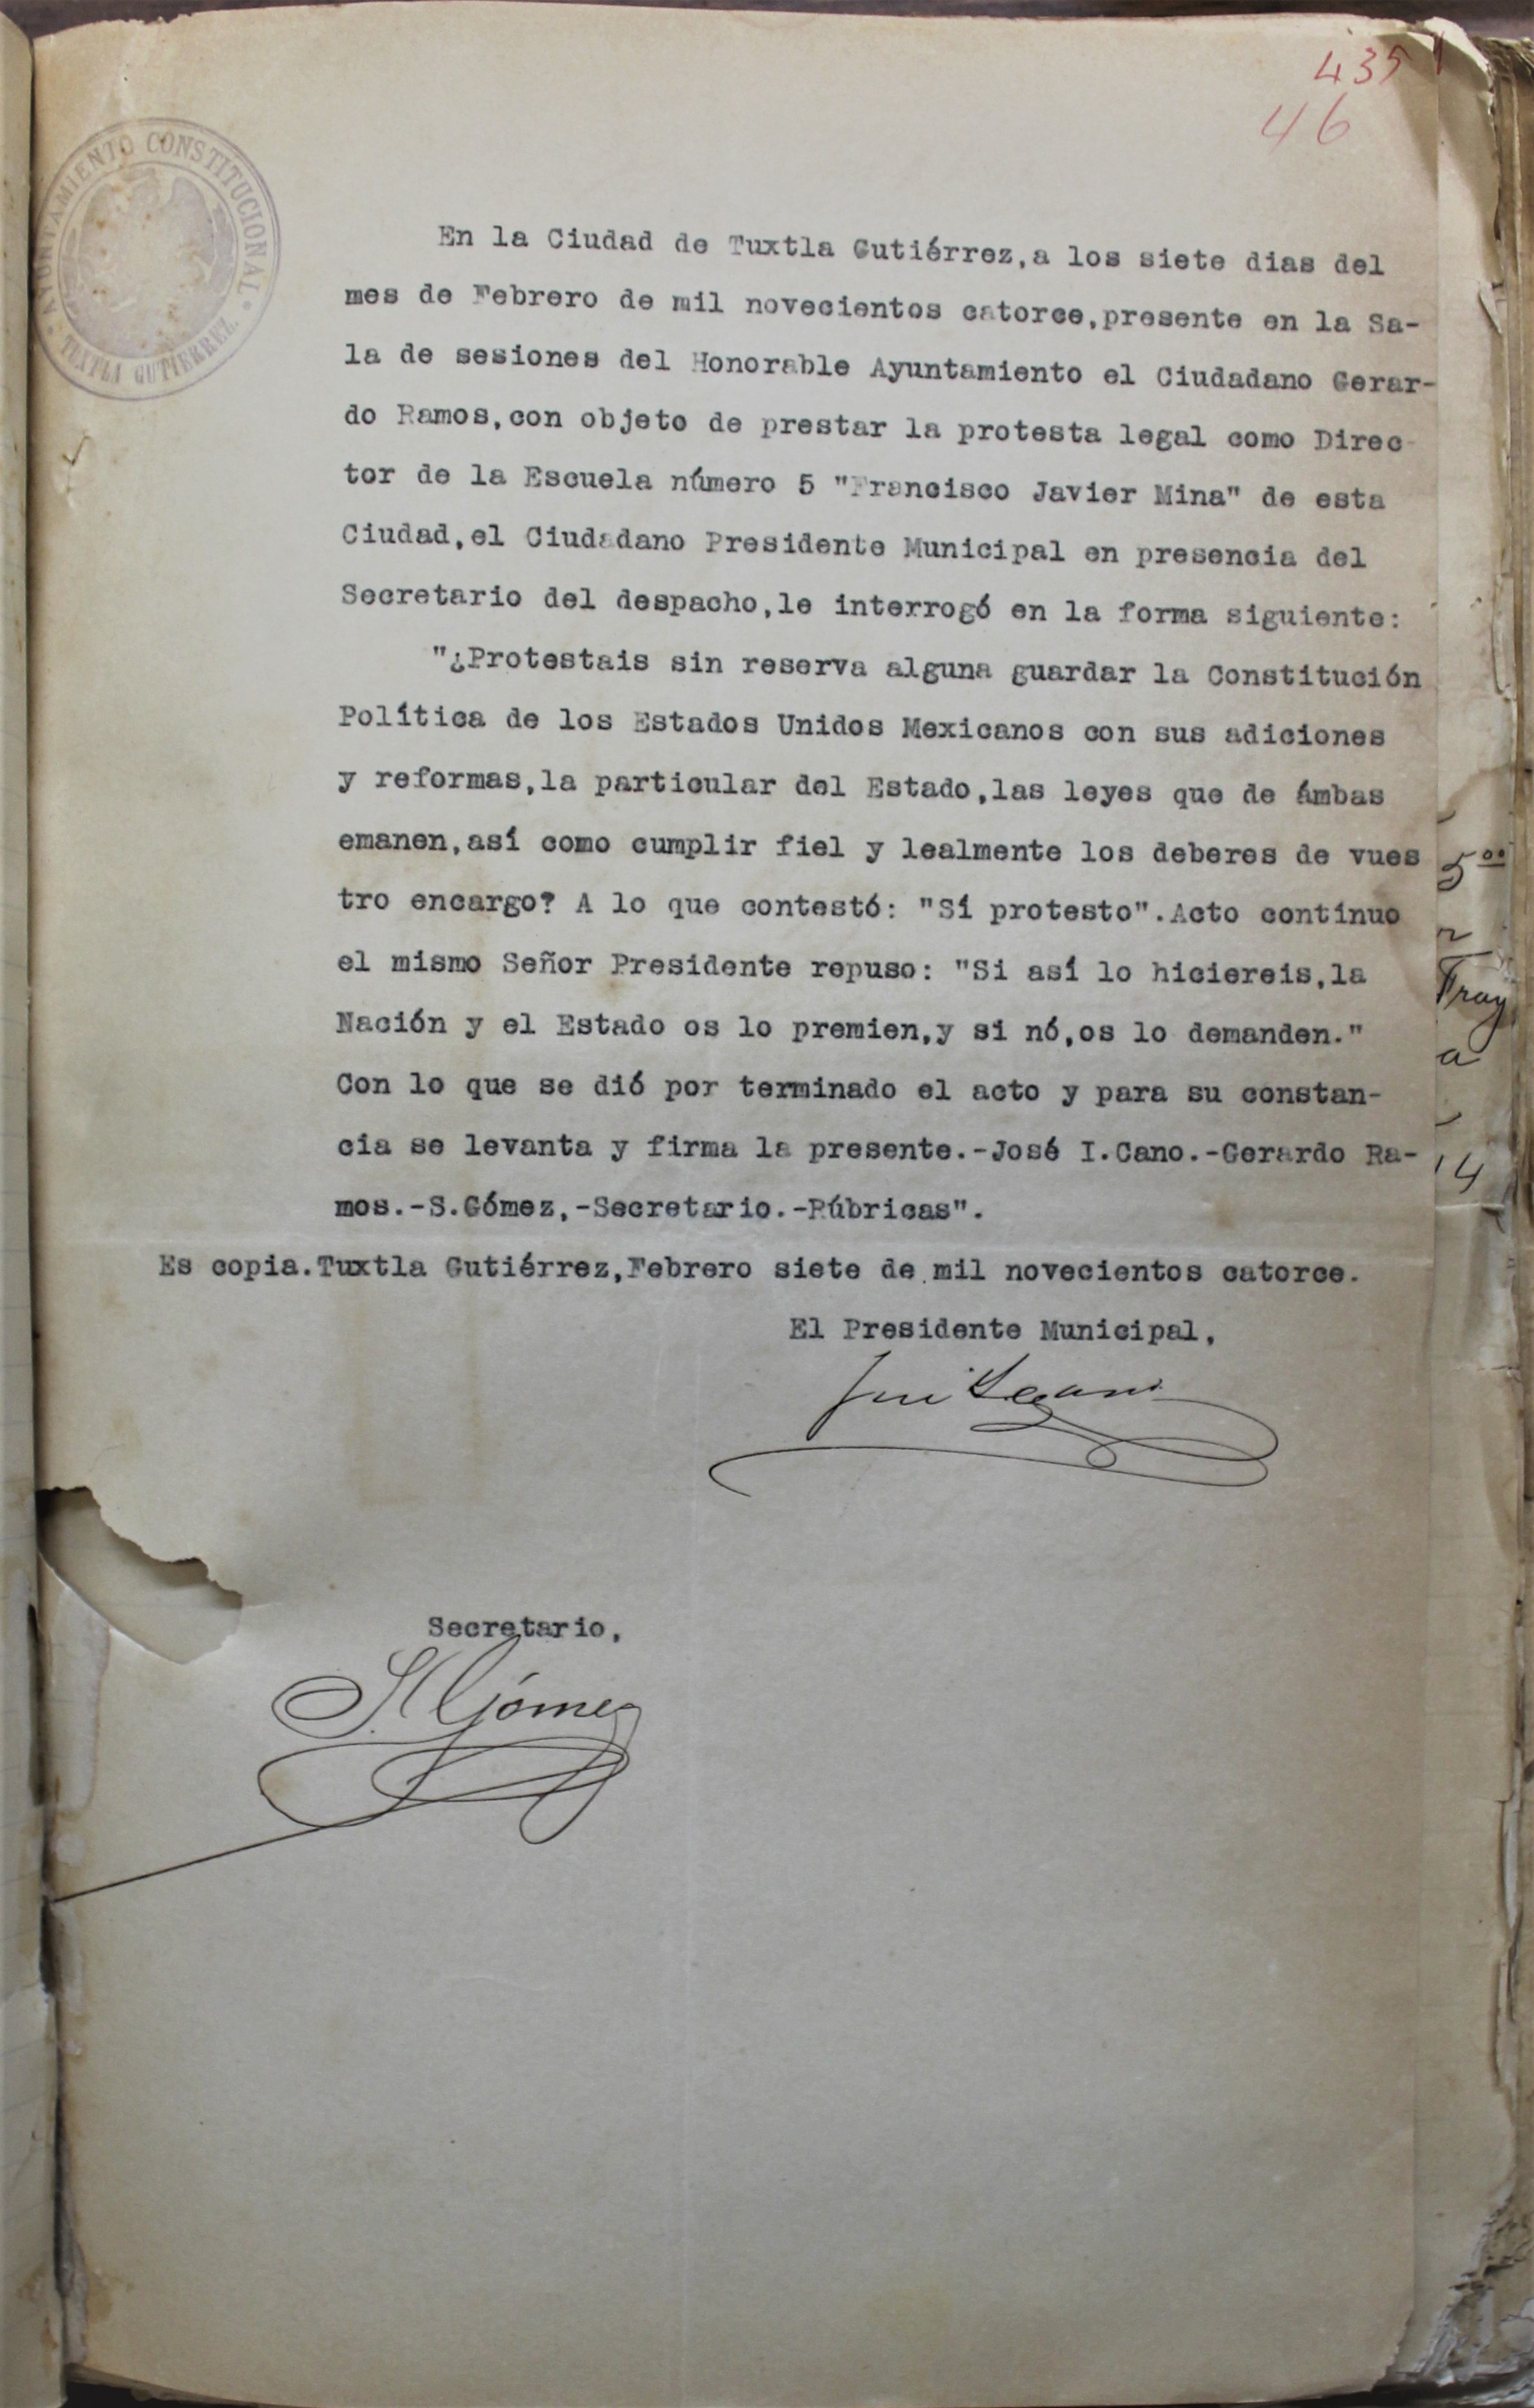 435
46
AYUNTAMIENTO CONSTITUCIONAL
TUXTLA GUTIERREZ.
En la Ciudad de Tuxtla Gutiérrez,a los siete dias del
mes de Febrero de mil novecientos catorce,presente en la Sa-
la de sesiones del Honorable Ayuntamiento el Ciudadano Gerar-
do Ramos,con objeto de prestar la protesta legal como Direc-
tor de la Escuela número 5 "Francisco Javier Mina" de esta
Ciudad,el Ciudadano Presidente Municipal en presencia del
Secretario del despacho,le interrogó en la forma siguiente:
"¿Protestais sin reserva alguna guardar la Constitución
Política de los Estados Unidos Mexicanos con sus adiciones
y reformas,la particular del Estado,las leyes que de ámbas
emanen,así como cumplir fiel y lealmente los deberes de vues
tro encargo? A lo que contestó: "Sí protesto".Acto contínuo
el mismo Señor Presidente repuso: "Si así lo hiciereis,la
Nación y el Estado os lo premien,y si nó,os lo demanden."
Con lo que se dió por terminado el acto y para su constan-
cia se levanta y firma la presente.-José I.Cano.-Gerardo Ra-
mos.-S.Gómez,-Secretario.-Rúbricas".
Es copia.Tuxtla Gutiérrez,Febrero siete de mil novecientos catorce.
El Presidente Municipal,
José I Cano
Secretario,
S. Gómez
5 00
Fray
a
14